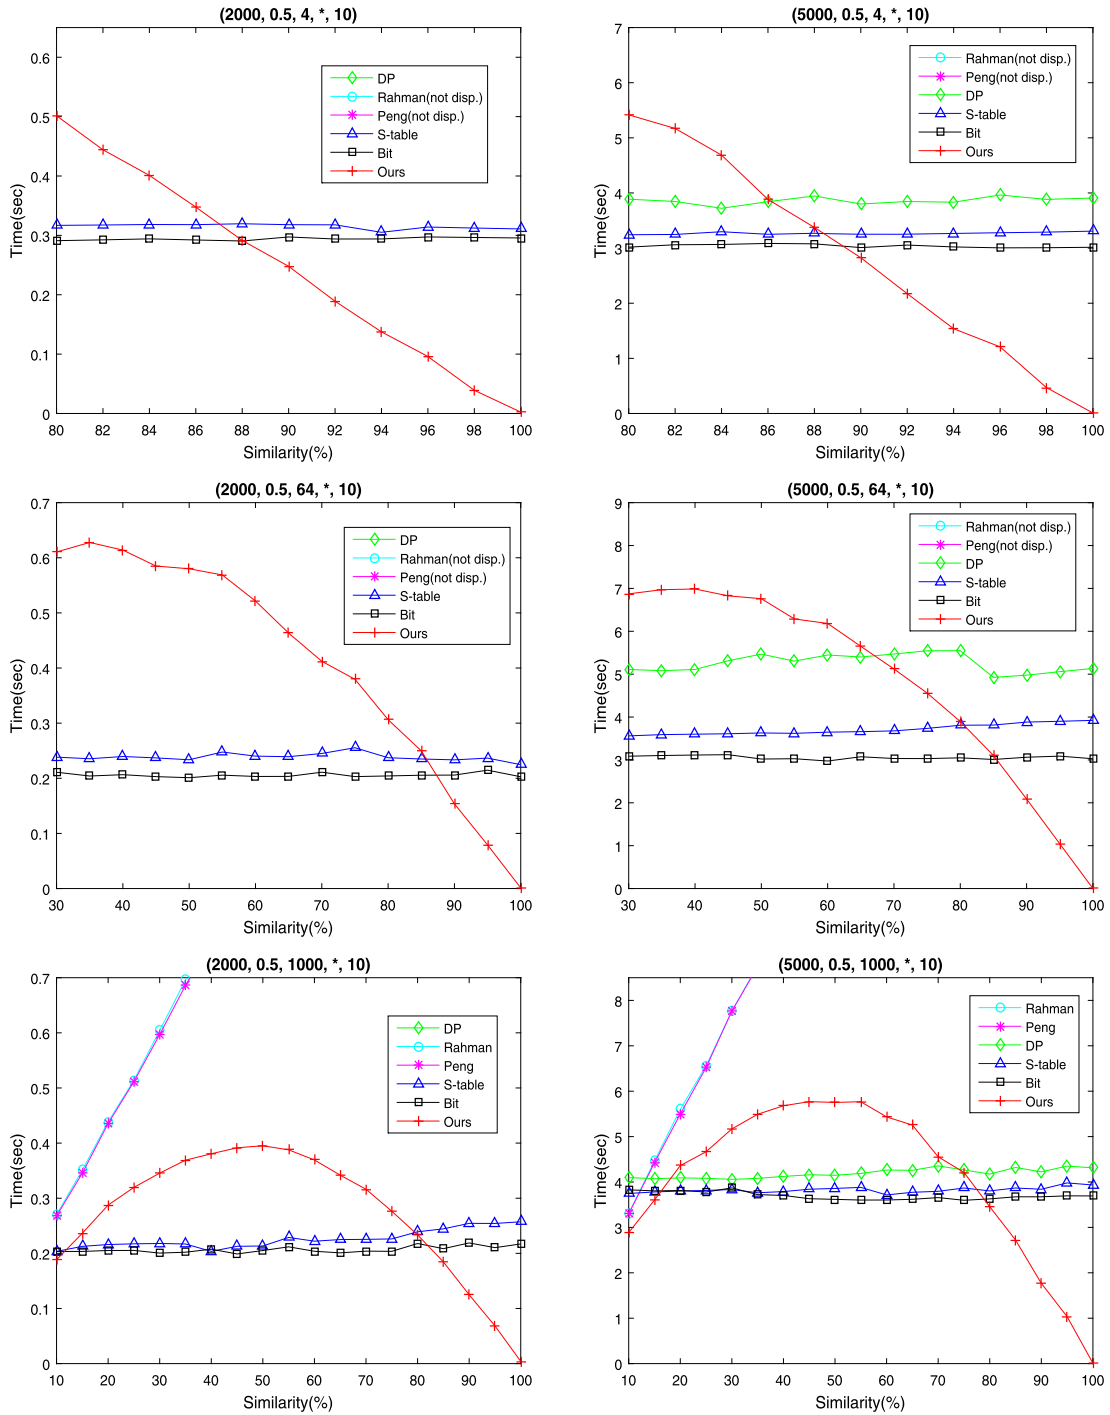 (2000, 0.5, 4, *, 10)
0.6
0.5
0.4
0.3
0.2
0.1
0
Time(sec)
DP
Rahman(not disp.)
Peng(not disp.)
S-table
Bit
Ours
80 82 84 86 88 90 92 94 96 98 100
Similarity(%)
(5000, 0.5, 4, *, 10)
7
6
5
4
3
2
1
0
Time(sec)
Rahman(not disp.)
Peng(not disp.)
DP
S-table
Bit
Ours
80 82 84 86 88 90 92 94 96 98 100
Similarity(%)
(2000, 0.5, 64, *, 10)
0.7
0.6
0.5
0.4
0.3
0.2
0.1
0
Time(sec)
DP
Rahman(not disp.)
Peng(not disp.)
S-table
Bit
Ours
30 40 50 60 70 80 90 100
Similarity(%)
(5000, 0.5, 64, *, 10)
9
8
7
6
5
4
3
2
1
0
Time(sec)
Rahman(not disp.)
Peng(not disp.)
DP
S-table
Bit
Ours
30 40 50 60 70 80 90 100
Similarity(%)
(2000, 0.5, 1000, *, 10)
0.7
0.6
0.5
0.4
0.3
0.2
0.1
0
Time(sec)
DP
Rahman
Peng
S-table
Bit
Ours
10 20 30 40 50 60 70 80 90 100
Similarity(%)
(5000, 0.5, 1000, *, 10)
8
7
6
5
4
3
2
1
0
Time(sec)
Rahman
Peng
DP
S-table
Bit
Ours
10 20 30 40 50 60 70 80 90 100
Similarity(%)